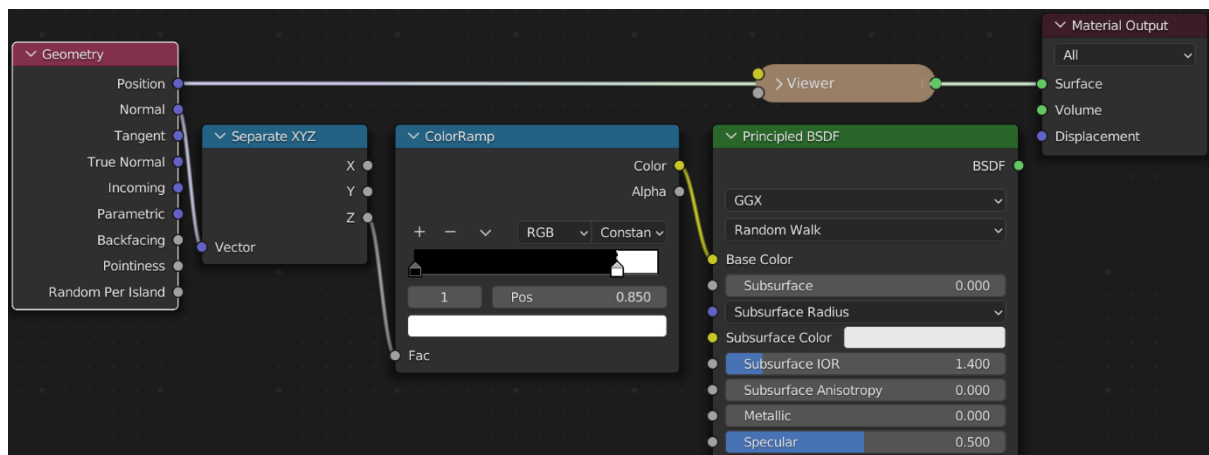 Geometry
Position
Normal
Tangent
True Normal
Incoming
Parametric
Backfacing
Pointiness
Random Per Island
Separate XYZ
X
Y
Z
Vector
ColorRamp
Color
Alpha
RGB
Constan
1
Pos 0.850
Fac
Viewer
Principled BSDF
BSDF
GGX
Random Walk
Base Color
Subsurface 0.000
Subsurface Radius
Subsurface Color
Subsurface IOR 1.400
Subsurface Anisotropy 0.000
Metallic 0.000
Specular 0.500
Material Output
All
Surface
Volume
Displacement